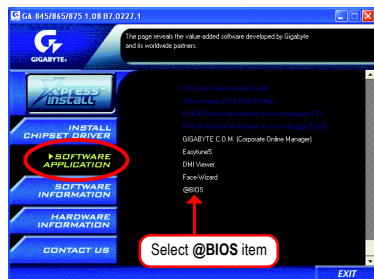 GA-845/865/875 1.08 B7.0227.1
The page reveals the value-added software developed by Gigabyte
and its worldwide partners.
GIGABYTE
Xpress
Install
INSTALL
CHIPSET DRIVER
SOFTWARE
APPLICATION
SOFTWARE
INFORMATION
HARDWARE
INFORMATION
CONTACT US
GIGABYTE C.O.M. (Corporate Online Manager)
Easytune5
DMI Viewer
Face-Wizard
@BIOS
Select @BIOS item
EXIT